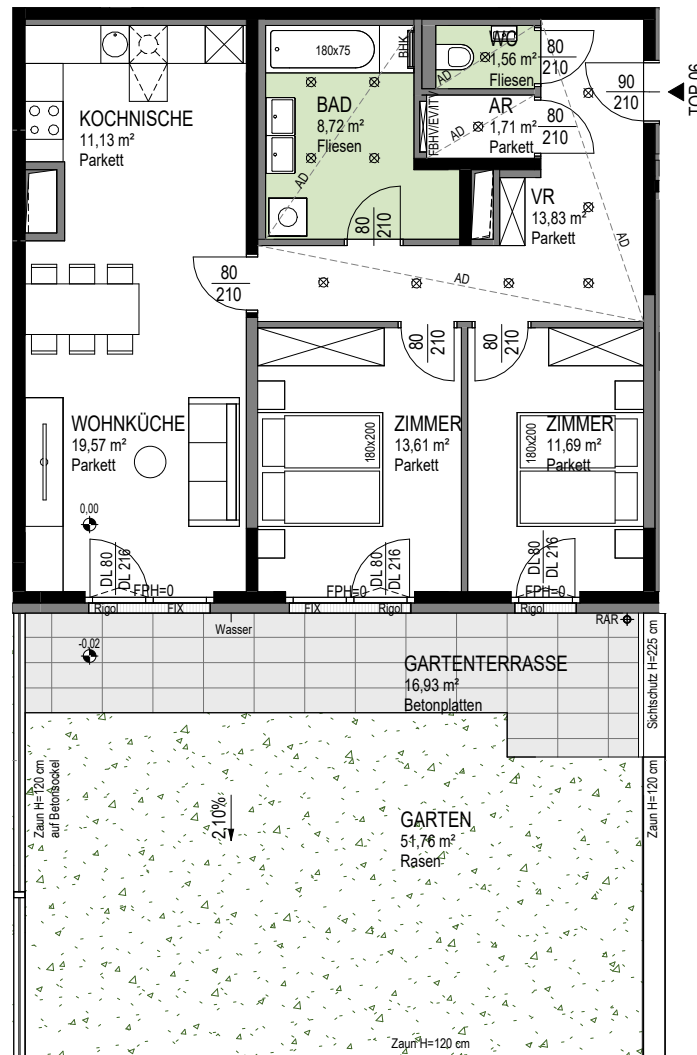 WC
1,56 m²
Fliesen
80
210
90
210
TOP 06
180x75
BHK
AD
KOCHNISCHE
11,13 m²
Parkett
BAD
8,72 m²
Fliesen
AD
FBHV/EV/ITV
AR
1,71 m²
Parkett
AD
80
210
VR
13,83 m²
Parkett
AD
80
210
80
210
AD
80
210
80
210
WOHNKÜCHE
19,57 m²
Parkett
180x200
ZIMMER
13,61 m²
Parkett
180x200
ZIMMER
11,69 m²
Parkett
0,00
DL 80
DL 216
FPH=0
DL 80
DL 216
FPH=0
DL 80
DL 216
FPH=0
Rigol
FIX
FIX
Rigol
Rigol
Wasser
RAR
-0,02
GARTENTERRASSE
16,93 m²
Betonplatten
Sichtschutz H=225 cm
Zaun H=120 cm
auf Betonsockel
2,10%
GARTEN
51,76 m²
Rasen
Zaun H=120 cm
Zaun H=120 cm